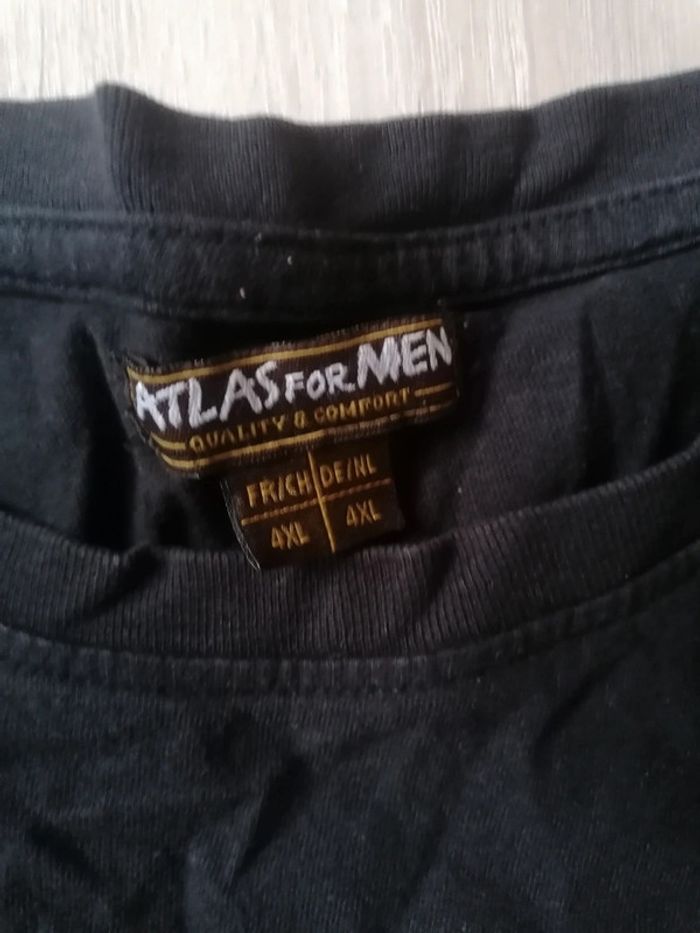 ATLAS FOR MEN
QUALITY & COMFORT
FR/CH DE/NL
4XL 4XL